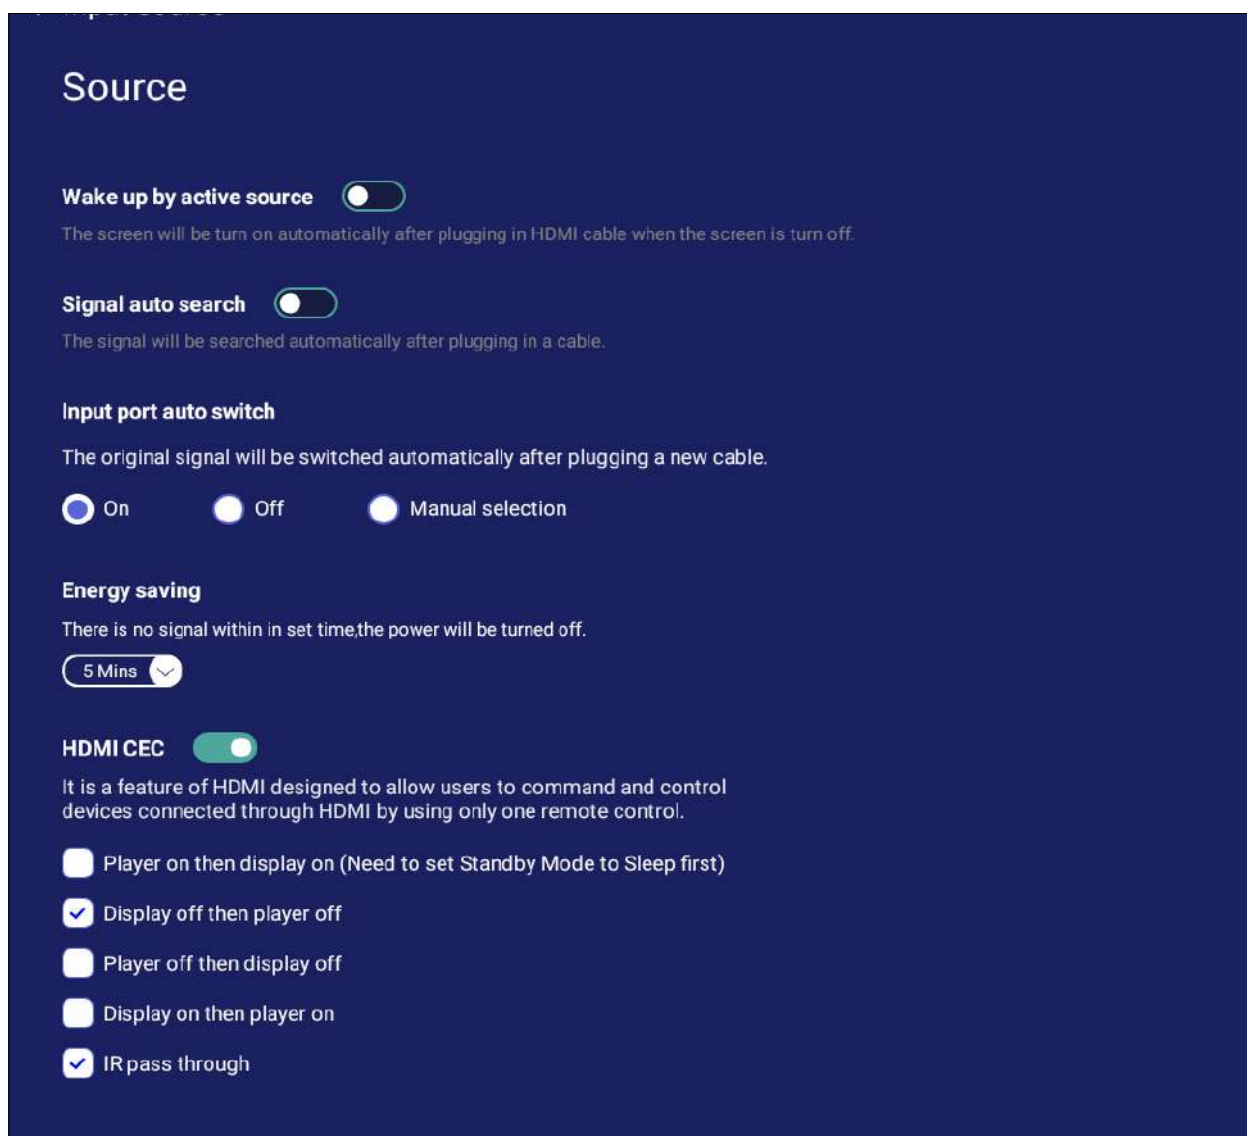 Source
Wake up by active source
The screen will be turn on automatically after plugging in HDMI cable when the screen is turn off.
Signal auto search
The signal will be searched automatically after plugging in a cable.
Input port auto switch
The original signal will be switched automatically after plugging a new cable.
On Off Manual selection
Energy saving
There is no signal within in set time,the power will be turned off.
5 Mins
HDMI CEC
It is a feature of HDMI designed to allow users to command and control
devices connected through HDMI by using only one remote control.
Player on then display on (Need to set Standby Mode to Sleep first)
Display off then player off
Player off then display off
Display on then player on
IR pass through